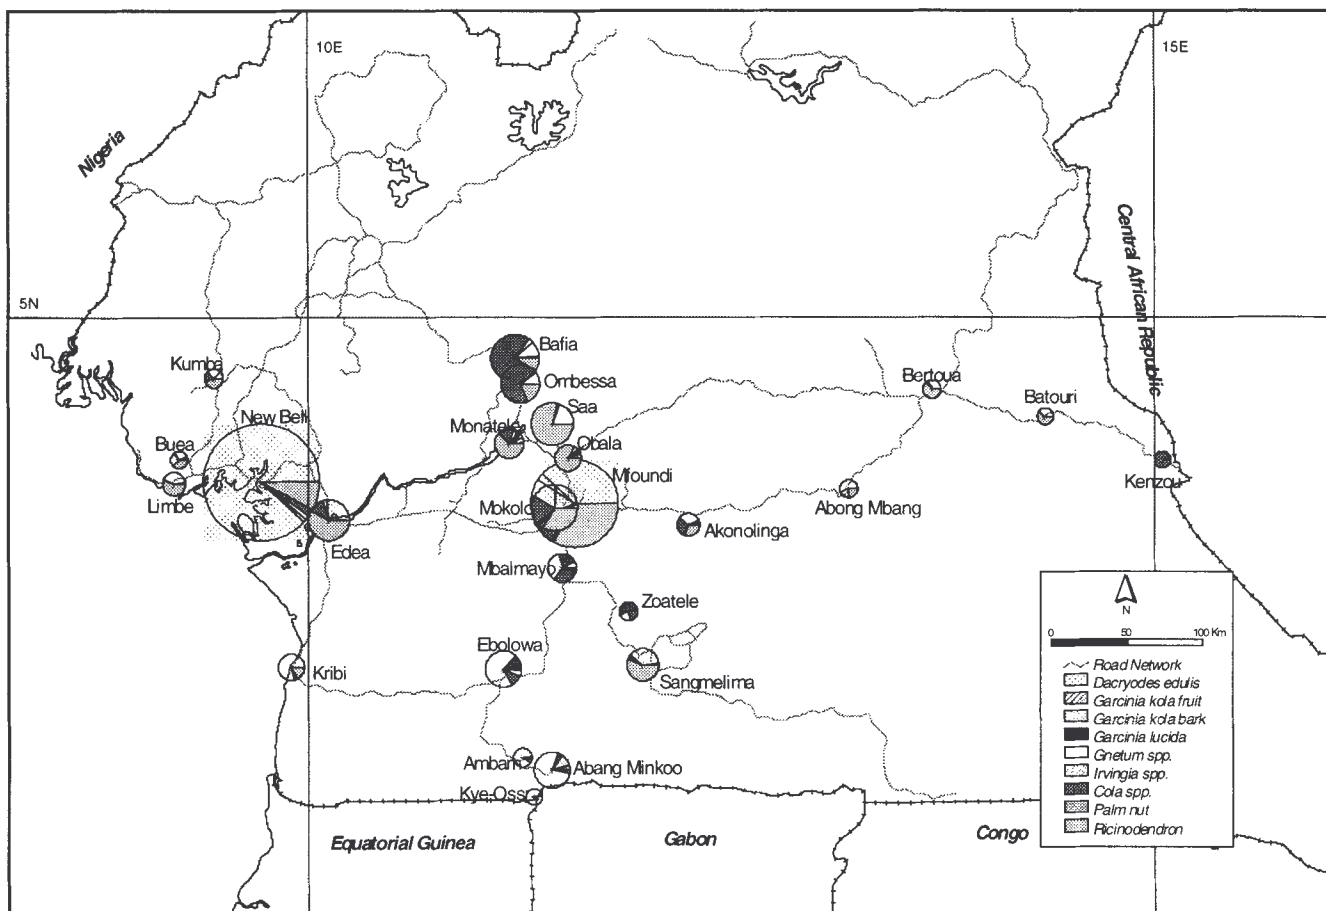 10E
15E
Nigeria
Central African Republic
5N
Bafia
Kumba
Ombessa
Bertoua
Batouri
Saa
New Bell
Monatele
Obala
Buea
Mfoundi
Kenzou
Limbe
Mokolo
Abong Mbang
Akonolinga
Edea
Mbalmayo
Zoatele
Ebolowa
Kribi
Sangmelima
Ambam
Abang Minkoo
Kye-Oss
Equatorial Guinea
Gabon
Congo
N
0 50 100 Km
Road Network
Dacryodes edulis
Garcinia kola fruit
Garcinia kola bark
Garcinia lucida
Gnetum spp.
Irvingia spp.
Cola spp.
Palm nut
Ricinodendron